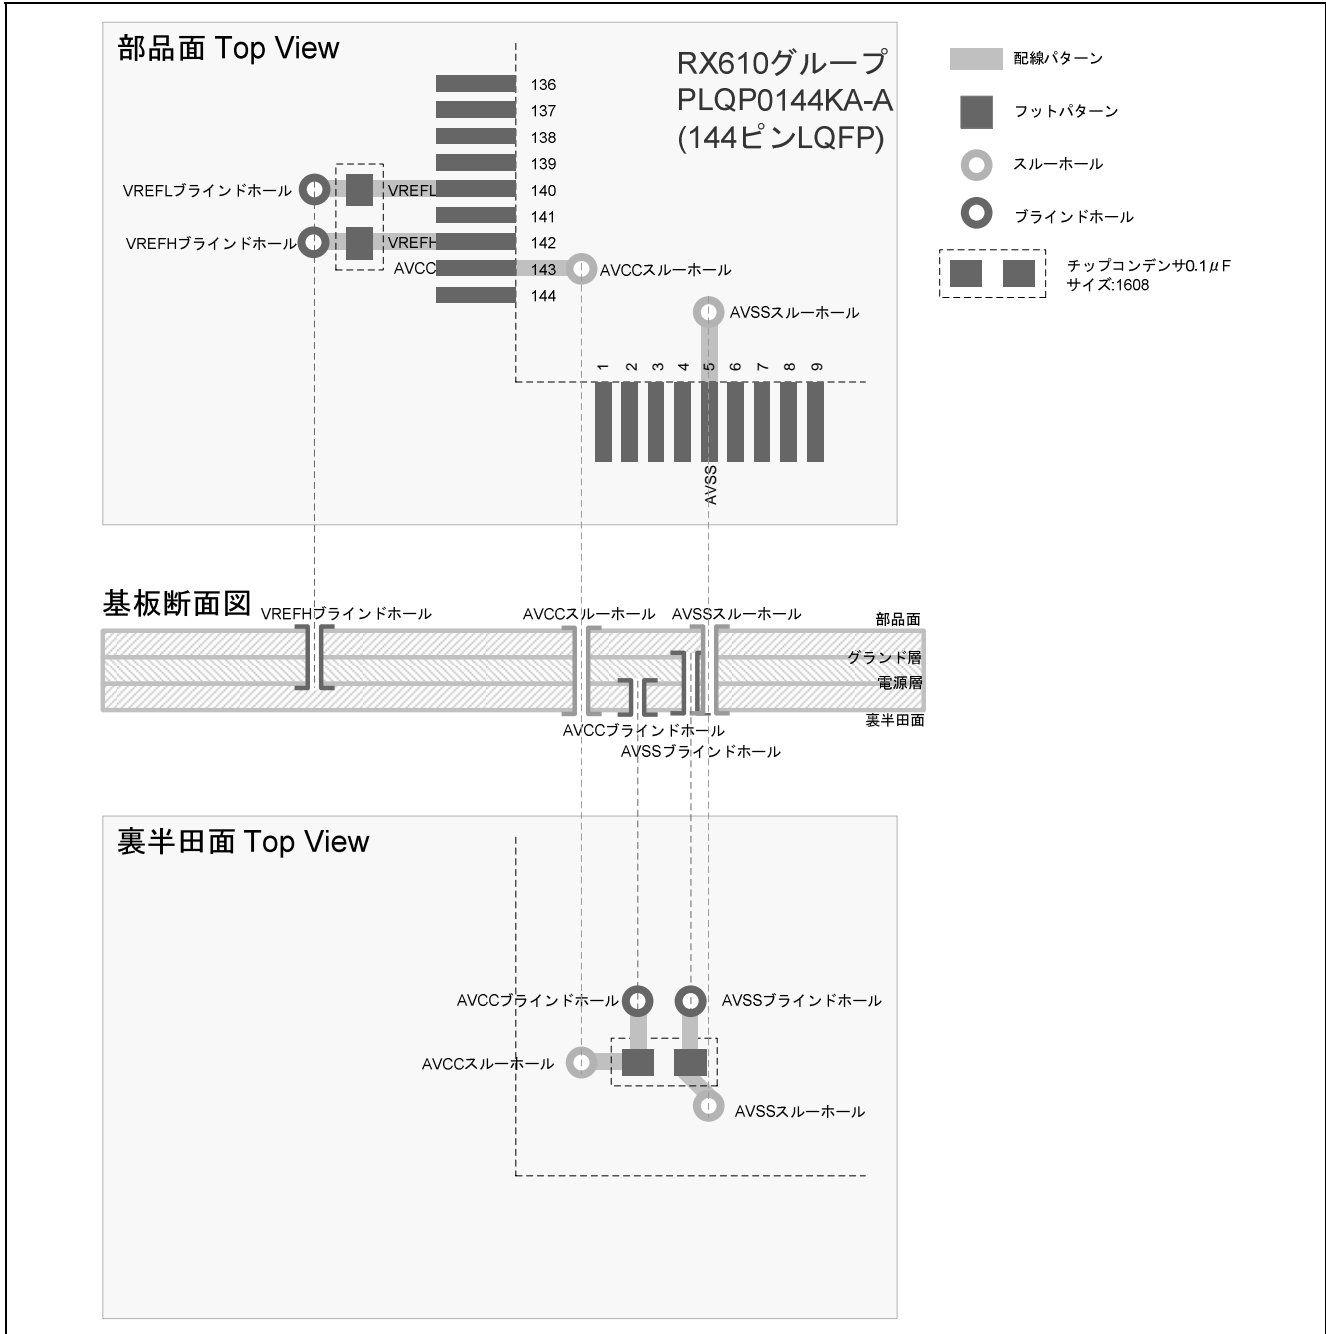 部品面 Top View
RX610グループ
PLQP0144KA-A
(144ピンLQFP)
136
137
138
139
VREFLブラインドホール
VREFL
140
141
VREFHブラインドホール
VREFH
142
AVCC
143
AVCCスルーホール
144
AVSSスルーホール
1
2
3
4
5
6
7
8
9
AVSS
配線パターン
フットパターン
スルーホール
ブラインドホール
チップコンデンサ0.1μF
サイズ:1608
基板断面図
VREFHブラインドホール
AVCCスルーホール
AVSSスルーホール
部品面
グランド層
電源層
裏半田面
AVCCブラインドホール
AVSSブラインドホール
裏半田面 Top View
AVCCブラインドホール
AVSSブラインドホール
AVCCスルーホール
AVSSスルーホール